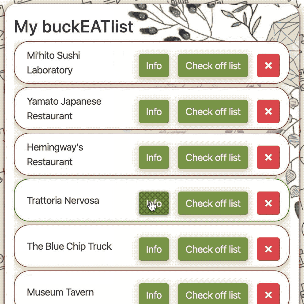 My buckEATlist
Mi'hito Sushi
Laboratory
Info
Check off list
×
Yamato Japanese
Restaurant
Info
Check off list
×
Hemingway's
Restaurant
Info
Check off list
×
Trattoria Nervosa
Info
Check off list
×
The Blue Chip Truck
Info
Check off list
×
Museum Tavern
Info
Check off list
×